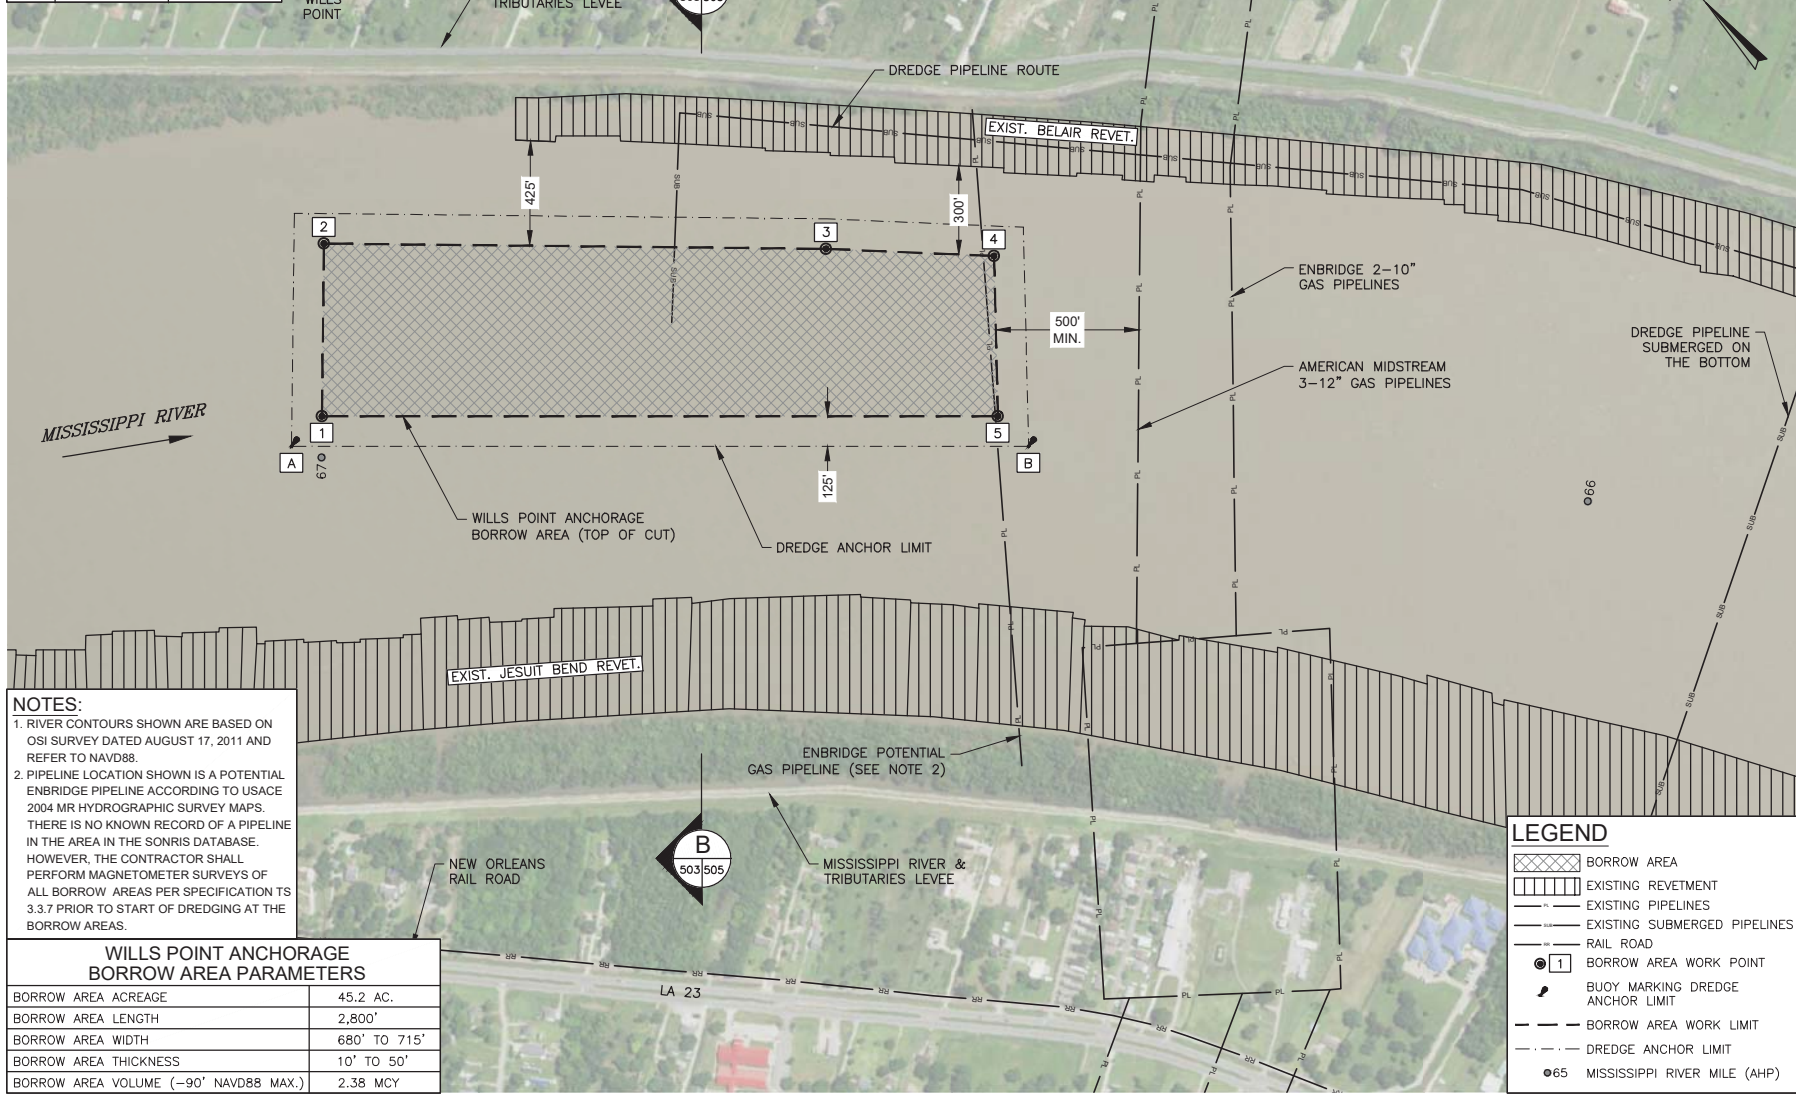 WILLS
POINT
TRIBUTARIES LEVEE
DREDGE PIPELINE ROUTE
EXIST. BELAIR REVET.
425'
300'
2
3
4
ENBRIDGE 2-10"
GAS PIPELINES
500'
MIN.
DREDGE PIPELINE
SUBMERGED ON
THE BOTTOM
AMERICAN MIDSTREAM
3-12" GAS PIPELINES
MISSISSIPPI RIVER
1
5
A
67
B
125'
66
WILLS POINT ANCHORAGE
BORROW AREA (TOP OF CUT)
DREDGE ANCHOR LIMIT
EXIST. JESUIT BEND REVET.
ENBRIDGE POTENTIAL
GAS PIPELINE (SEE NOTE 2)
B
503 505
NEW ORLEANS
RAIL ROAD
MISSISSIPPI RIVER &
TRIBUTARIES LEVEE
LA 23
NOTES:
1. RIVER CONTOURS SHOWN ARE BASED ON
OSI SURVEY DATED AUGUST 17, 2011 AND
REFER TO NAVD88.
2. PIPELINE LOCATION SHOWN IS A POTENTIAL
ENBRIDGE PIPELINE ACCORDING TO USACE
2004 MR HYDROGRAPHIC SURVEY MAPS.
THERE IS NO KNOWN RECORD OF A PIPELINE
IN THE AREA IN THE SONRIS DATABASE.
HOWEVER, THE CONTRACTOR SHALL
PERFORM MAGNETOMETER SURVEYS OF
ALL BORROW AREAS PER SPECIFICATION TS
3.3.7 PRIOR TO START OF DREDGING AT THE
BORROW AREAS.
WILLS POINT ANCHORAGE
BORROW AREA PARAMETERS
BORROW AREA ACREAGE 45.2 AC.
BORROW AREA LENGTH 2,800'
BORROW AREA WIDTH 680' TO 715'
BORROW AREA THICKNESS 10' TO 50'
BORROW AREA VOLUME (-90' NAVD88 MAX.) 2.38 MCY
LEGEND
BORROW AREA
EXISTING REVETMENT
PL EXISTING PIPELINES
SUB EXISTING SUBMERGED PIPELINES
RR RAIL ROAD
1 BORROW AREA WORK POINT
BUOY MARKING DREDGE
ANCHOR LIMIT
BORROW AREA WORK LIMIT
DREDGE ANCHOR LIMIT
65 MISSISSIPPI RIVER MILE (AHP)